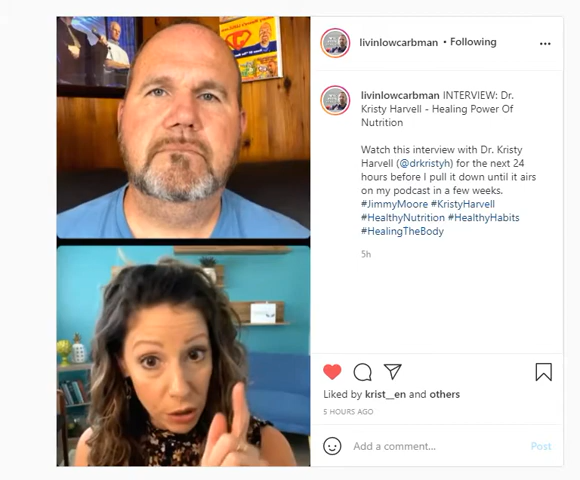 livinlowcarbman • Following
livinlowcarbman INTERVIEW: Dr.
Kristy Harvell - Healing Power Of
Nutrition
Watch this interview with Dr. Kristy
Harvell (@drkristyh) for the next 24
hours before I pull it down until it airs
on my podcast in a few weeks.
#JimmyMoore #KristyHarvell
#HealthyNutrition #HealthyHabits
#HealingTheBody
5h
Liked by krist__en and others
5 HOURS AGO
Add a comment...
Post